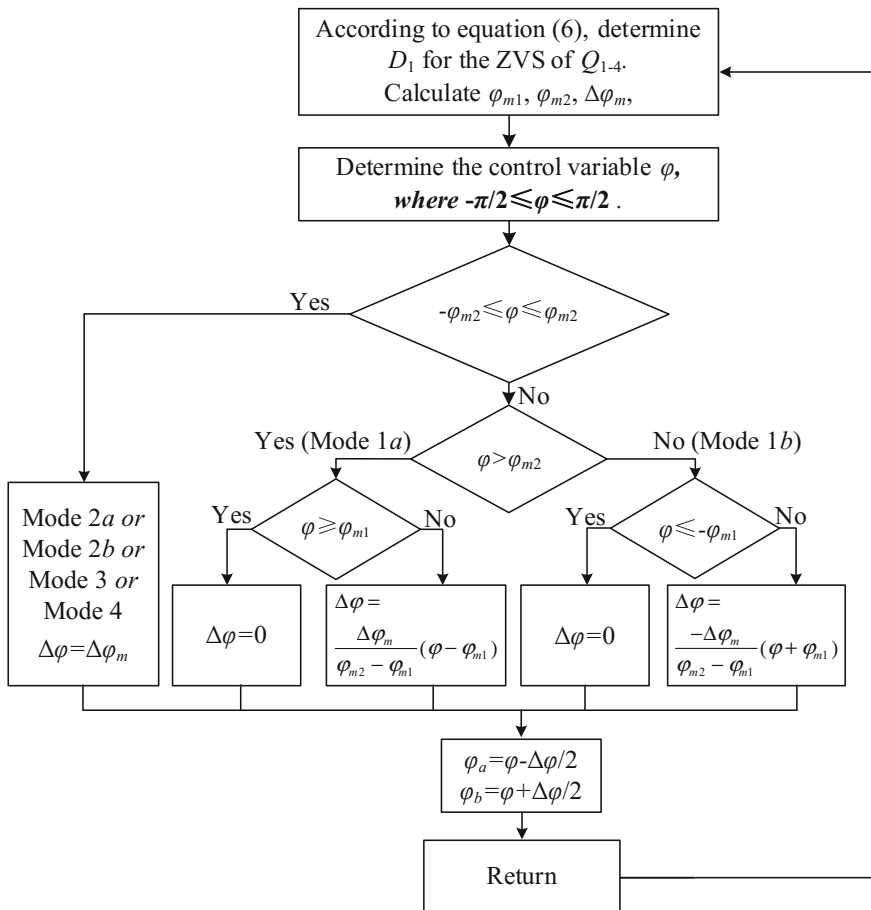 According to equation (6), determine
D₁ for the ZVS of Q₁₋₄.
Calculate φₘ₁, φₘ₂, Δφₘ,
Determine the control variable φ,
where -π/2≤φ≤π/2 .
Yes
-φₘ₂≤φ≤φₘ₂
No
Yes (Mode 1a)
φ>φₘ₂
No (Mode 1b)
Mode 2a or
Mode 2b or
Mode 3 or
Mode 4
Δφ=Δφₘ
Yes
φ≥φₘ₁
No
Yes
φ≤-φₘ₁
No
Δφ=0
Δφ=
Δφₘ/(φₘ₂ − φₘ₁) (φ − φₘ₁)
Δφ=0
Δφ=
−Δφₘ/(φₘ₂ − φₘ₁) (φ + φₘ₁)
φₐ=φ-Δφ/2
φ_b=φ+Δφ/2
Return